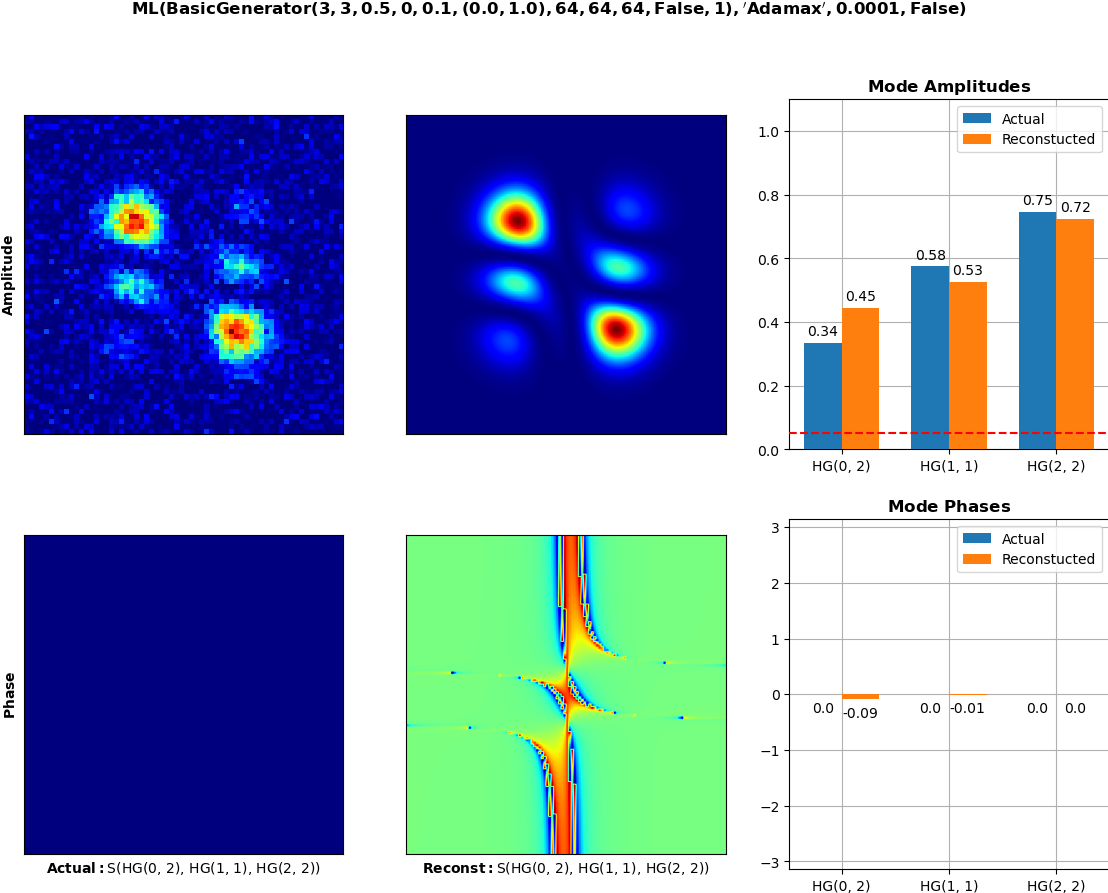 ML(BasicGenerator(3, 3, 0.5, 0, 0.1, (0.0, 1.0), 64, 64, 64, False, 1), ′Adamax′, 0.0001, False)
Amplitude
Mode Amplitudes
Actual
Reconstucted
1.0
0.8
0.6
0.4
0.2
0.0
0.34
0.45
0.58
0.53
0.75
0.72
HG(0, 2)
HG(1, 1)
HG(2, 2)
Phase
Actual: S(HG(0, 2), HG(1, 1), HG(2, 2))
Reconst: S(HG(0, 2), HG(1, 1), HG(2, 2))
Mode Phases
Actual
Reconstucted
3
2
1
0
−1
−2
−3
0.0
-0.09
0.0
-0.01
0.0
0.0
HG(0, 2)
HG(1, 1)
HG(2, 2)